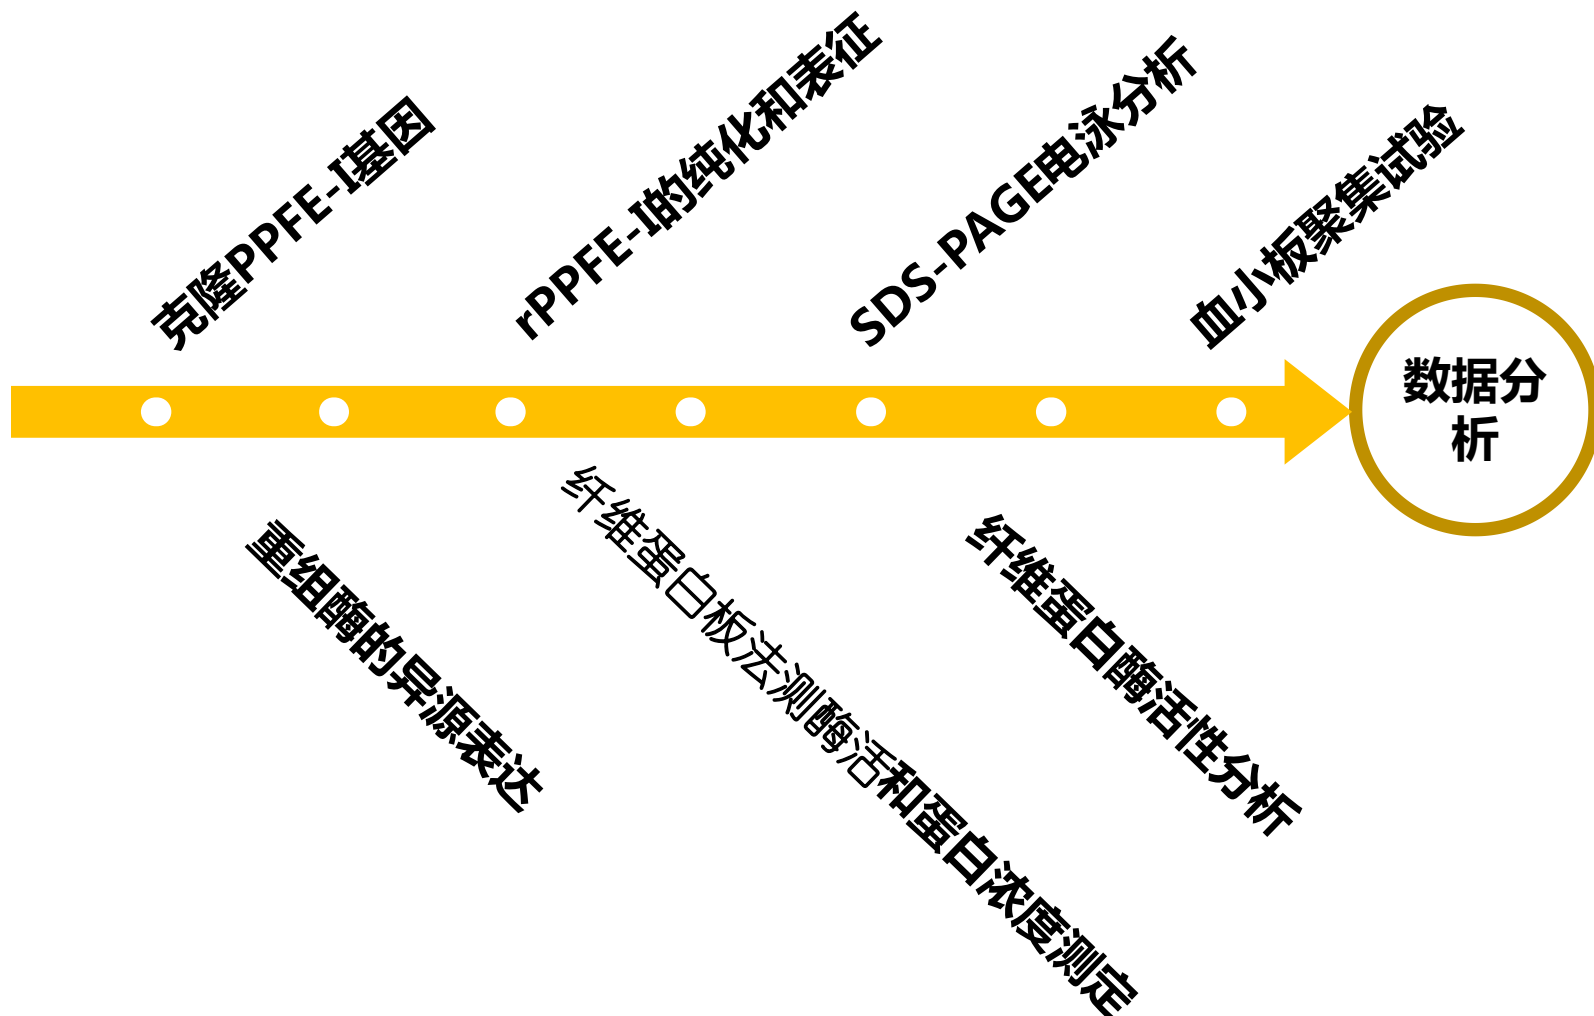 克隆PPFE-I基因
重组酶的异源表达
rPPFE-I的纯化和表征
纤维蛋白板法测酶活和蛋白浓度测定
SDS-PAGE电泳分析
纤维蛋白酶活性分析
血小板聚集试验
数据分
析